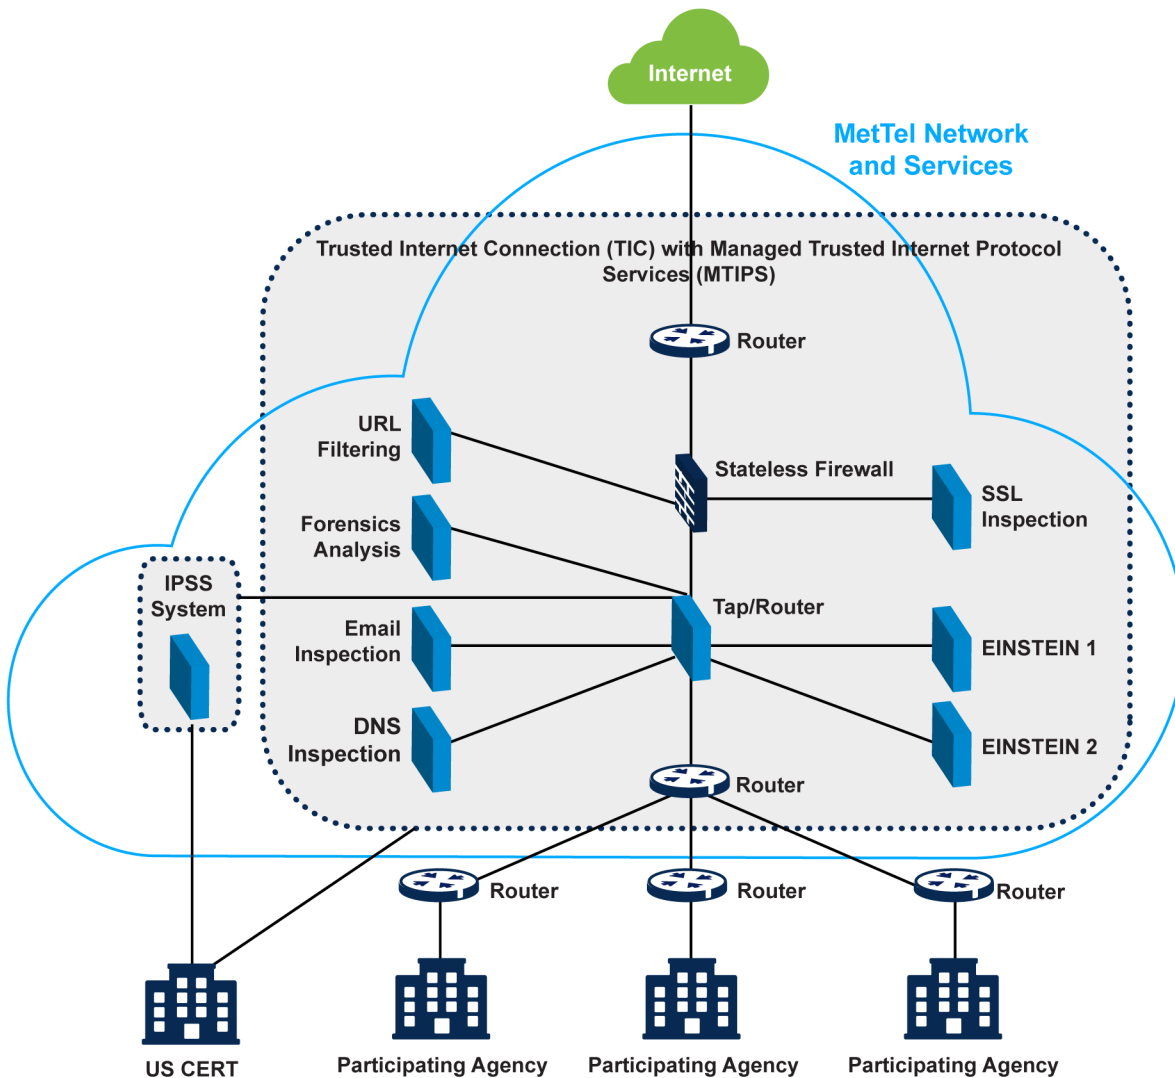 Internet
MetTel Network
and Services
Trusted Internet Connection (TIC) with Managed Trusted Internet Protocol
Services (MTIPS)
Router
URL
Filtering
Stateless Firewall
SSL
Inspection
Forensics
Analysis
IPSS
System
Tap/Router
Email
Inspection
EINSTEIN 1
DNS
Inspection
EINSTEIN 2
Router
Router
Router
Router
US CERT
Participating Agency
Participating Agency
Participating Agency